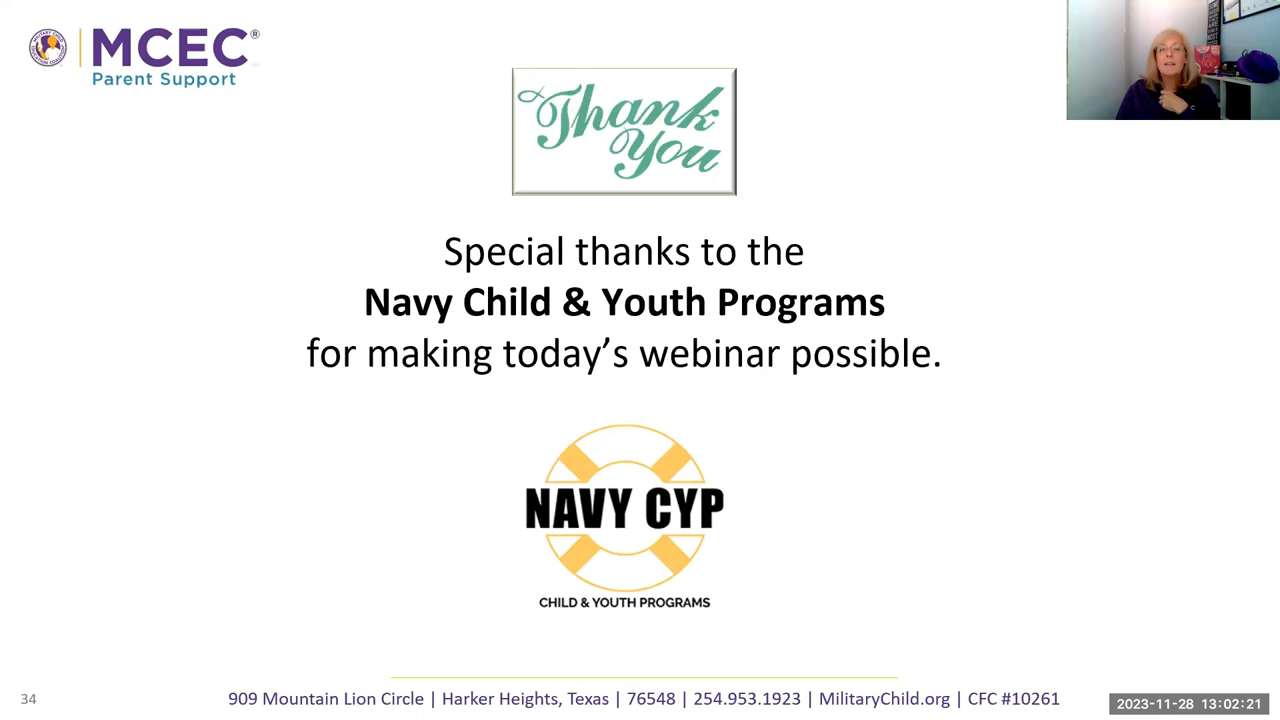 MCEC®
Parent Support
Thank
You
Special thanks to the
Navy Child & Youth Programs
for making today’s webinar possible.
NAVY CYP
CHILD & YOUTH PROGRAMS
34
909 Mountain Lion Circle | Harker Heights, Texas | 76548 | 254.953.1923 | MilitaryChild.org | CFC #10261
2023-11-28 13:02:21